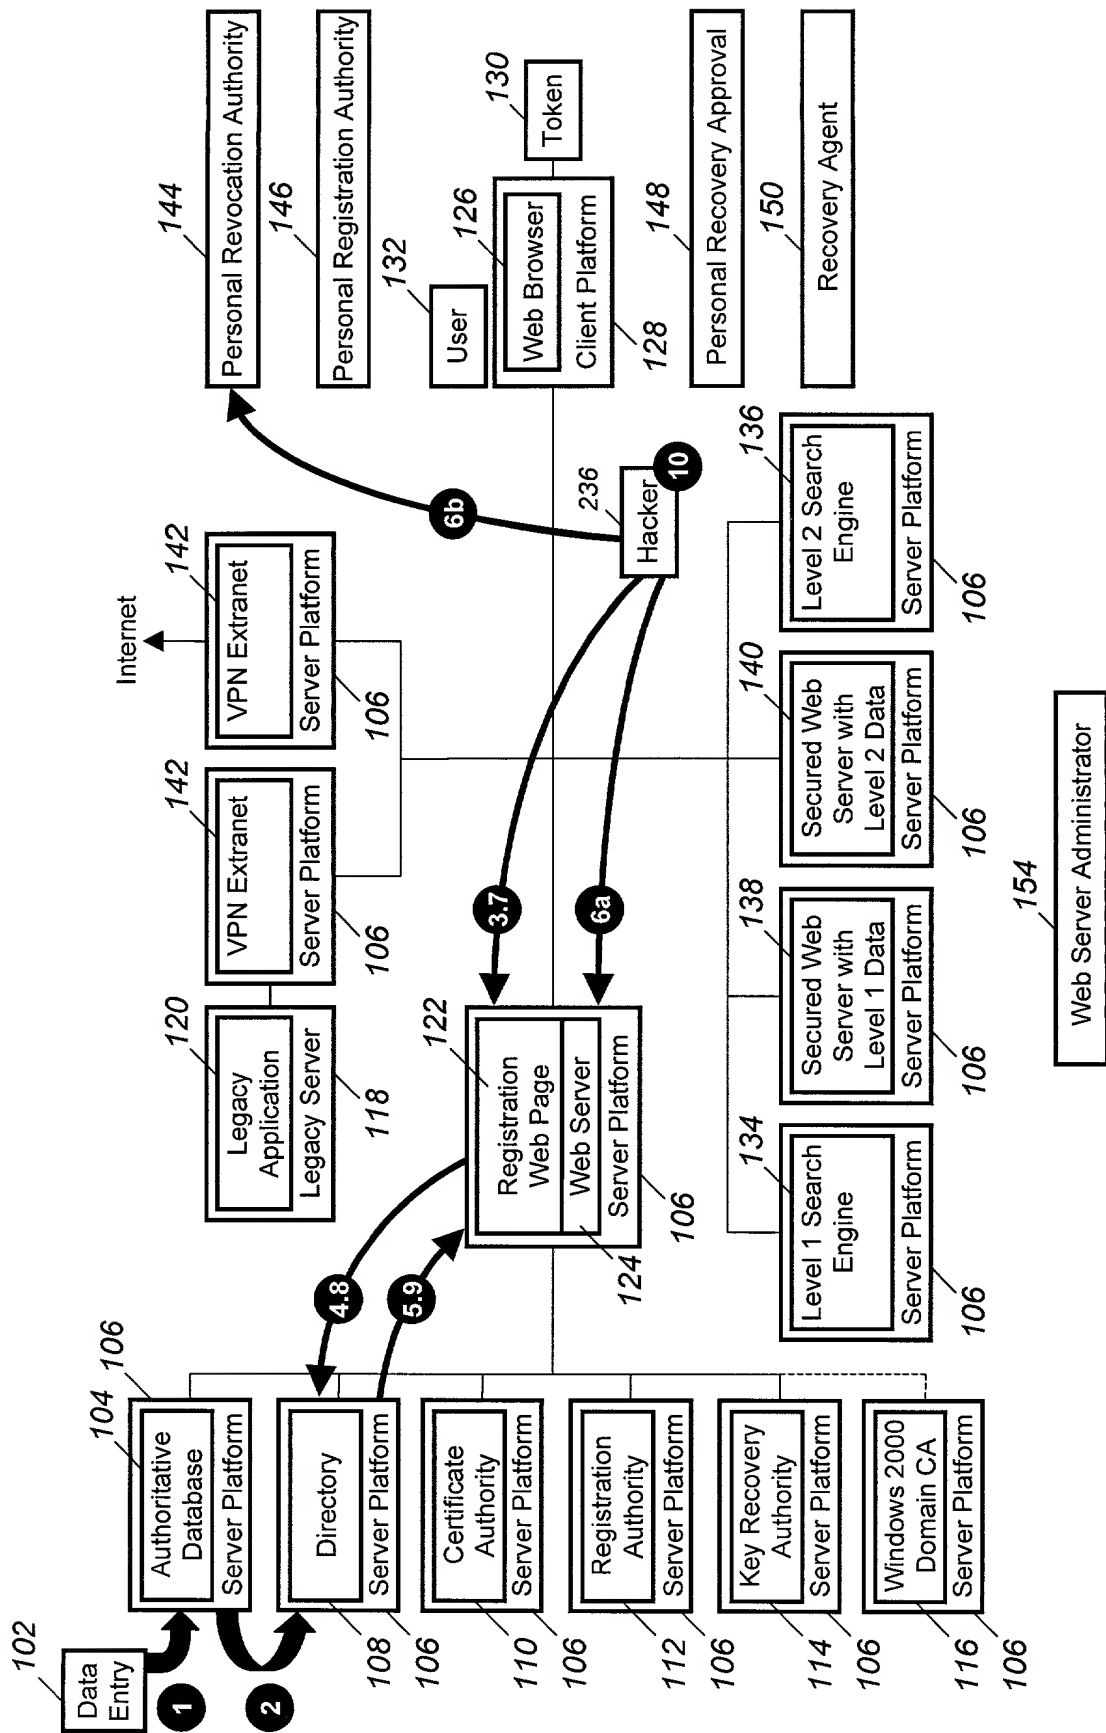 102
Data
Entry
1
2
104
106
Authoritative
Database
Server Platform
Directory
Server Platform
108
106
Certificate
Authority
Server Platform
110
106
Registration
Authority
Server Platform
112
106
Key Recovery
Authority
Server Platform
114
106
Windows 2000
Domain CA
Server Platform
116
106
4.8
5.9
120
Legacy
Application
Legacy Server
118
142
VPN Extranet
Server Platform
106
142
VPN Extranet
Server Platform
106
Internet
122
Registration
Web Page
Web Server
Server Platform
124
106
3.7
6a
6b
236
Hacker
10
134
Level 1 Search
Engine
Server Platform
106
138
Secured Web
Server with
Level 1 Data
Server Platform
106
140
Secured Web
Server with
Level 2 Data
Server Platform
106
136
Level 2 Search
Engine
Server Platform
106
154
Web Server Administrator
144
Personal Revocation Authority
146
Personal Registration Authority
132
User
126
Web Browser
Client Platform
128
130
Token
148
Personal Recovery Approval
150
Recovery Agent